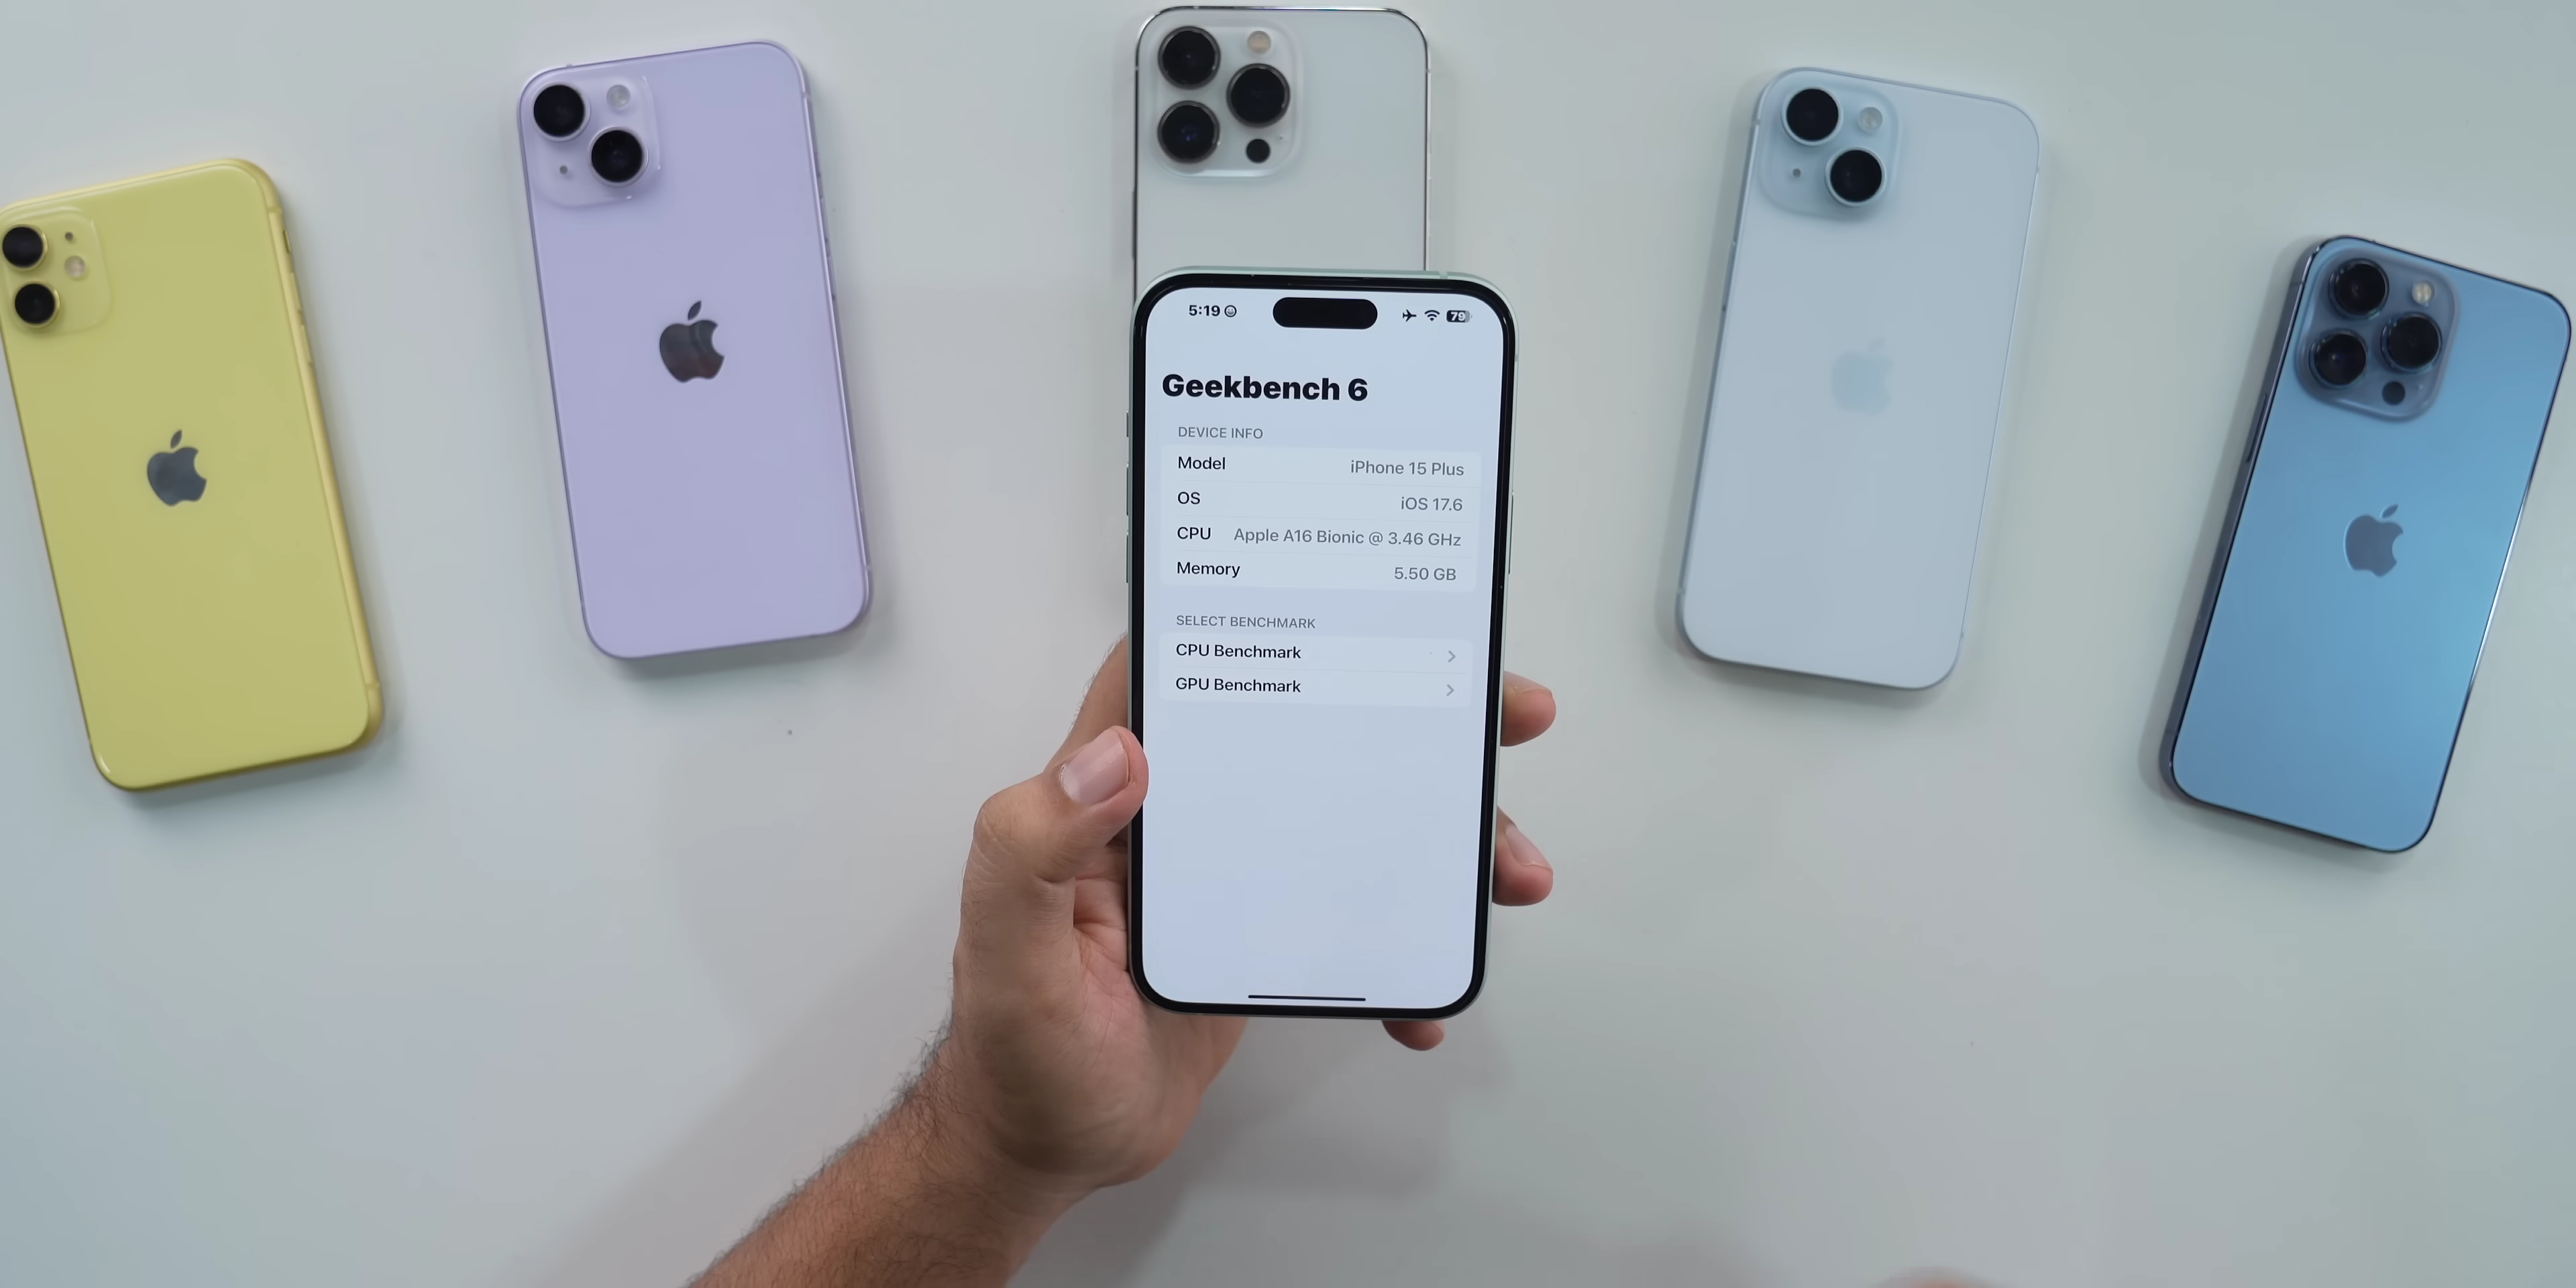 5:19
79
Geekbench 6
DEVICE INFO
Model iPhone 15 Plus
OS iOS 17.6
CPU Apple A16 Bionic @ 3.46 GHz
Memory 5.50 GB
SELECT BENCHMARK
CPU Benchmark
GPU Benchmark